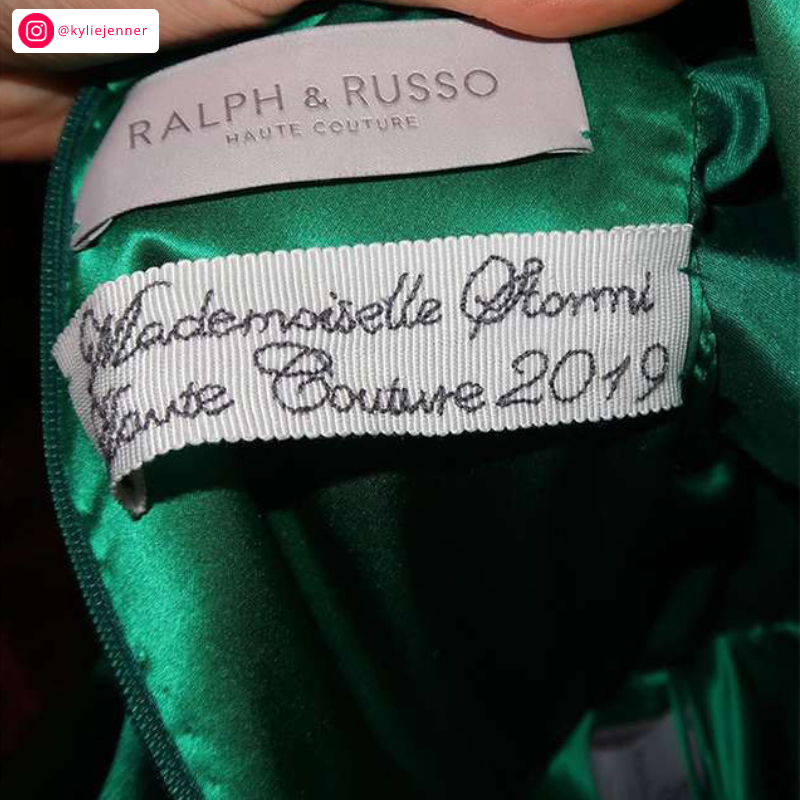 @kyliejenner
RALPH & RUSSO
HAUTE COUTURE
Mademoiselle Stormi
Haute Couture 2019